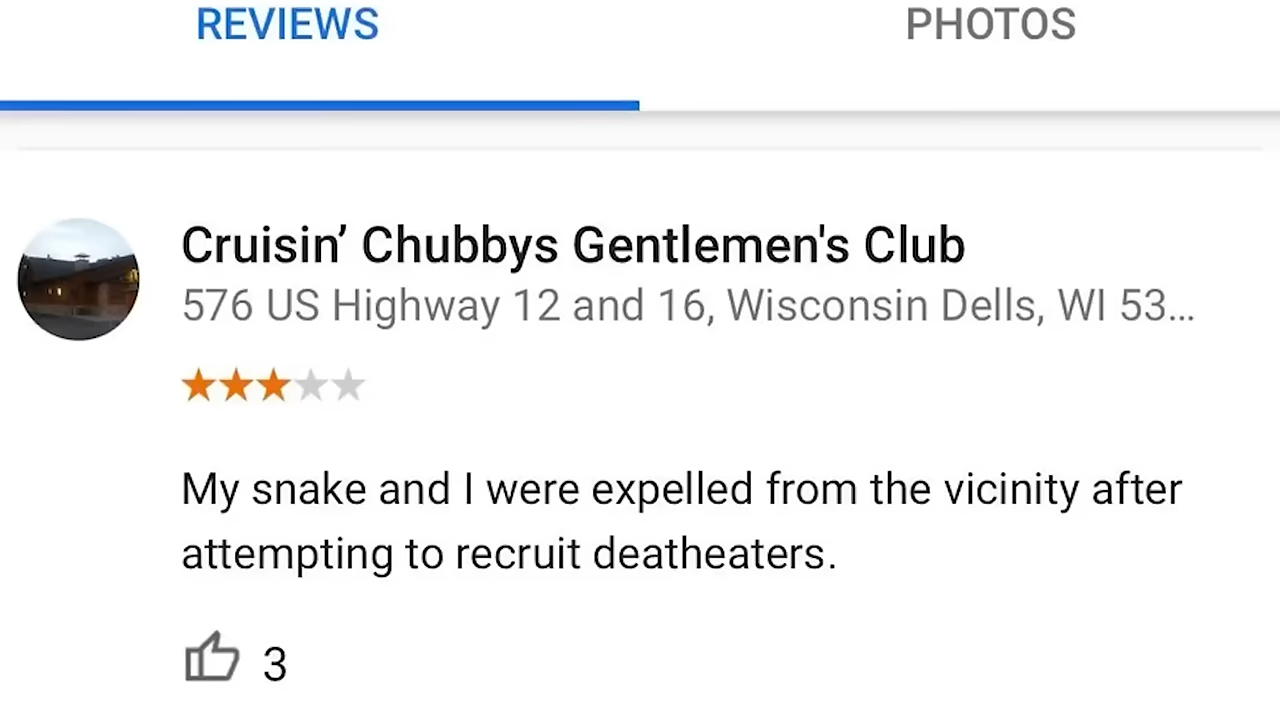 REVIEWS PHOTOS
Cruisin’ Chubbys Gentlemen's Club
576 US Highway 12 and 16, Wisconsin Dells, WI 53...
My snake and I were expelled from the vicinity after
attempting to recruit deatheaters.
3